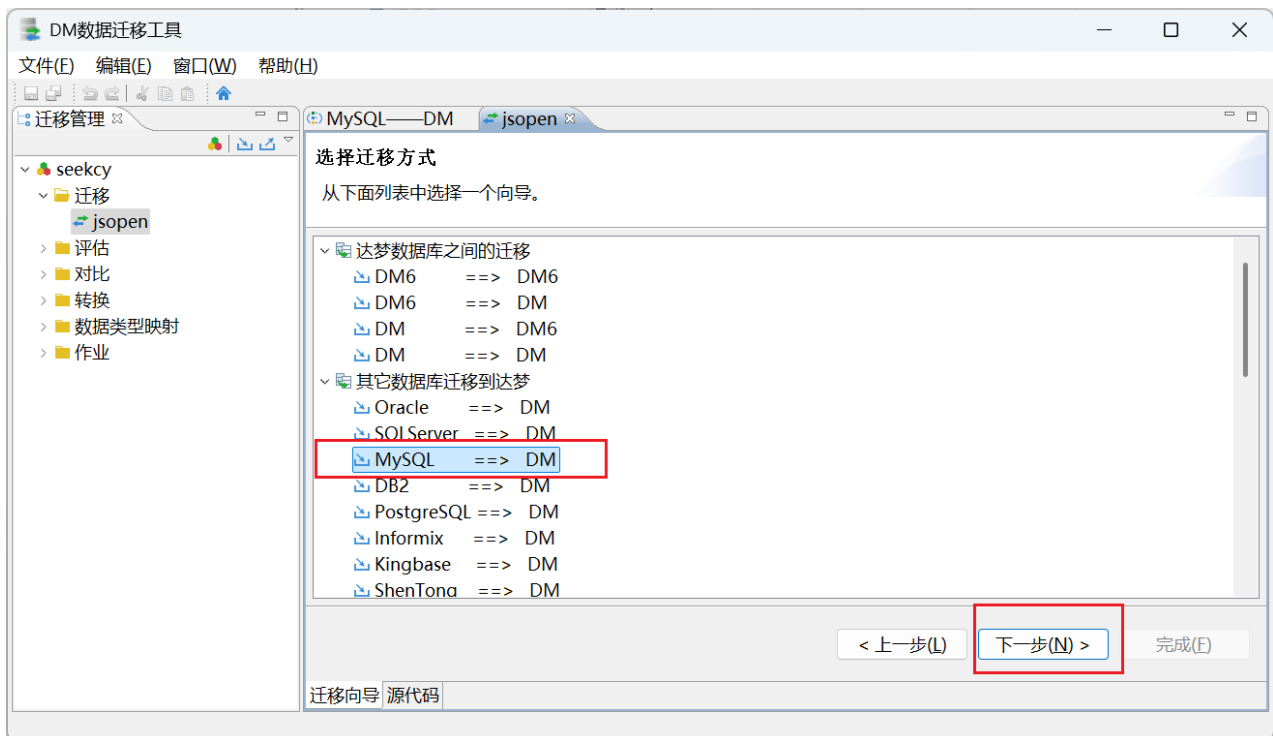 DM数据迁移工具
文件(F) 编辑(E) 窗口(W) 帮助(H)
迁移管理
seekcy
迁移
jsopen
评估
对比
转换
数据类型映射
作业
MySQL——DM jsopen
选择迁移方式
从下面列表中选择一个向导。
达梦数据库之间的迁移
DM6 ==> DM6
DM6 ==> DM
DM ==> DM6
DM ==> DM
其它数据库迁移到达梦
Oracle ==> DM
SQLServer ==> DM
MySQL ==> DM
DB2 ==> DM
PostgreSQL ==> DM
Informix ==> DM
Kingbase ==> DM
ShenTong ==> DM
< 上一步(L) 下一步(N) > 完成(F)
迁移向导 源代码